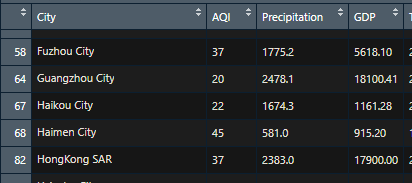 City AQI Precipitation GDP
58 Fuzhou City 37 1775.2 5618.10
64 Guangzhou City 20 2478.1 18100.41
67 Haikou City 22 1674.3 1161.28
68 Haimen City 45 581.0 915.20
82 HongKong SAR 37 2383.0 17900.00